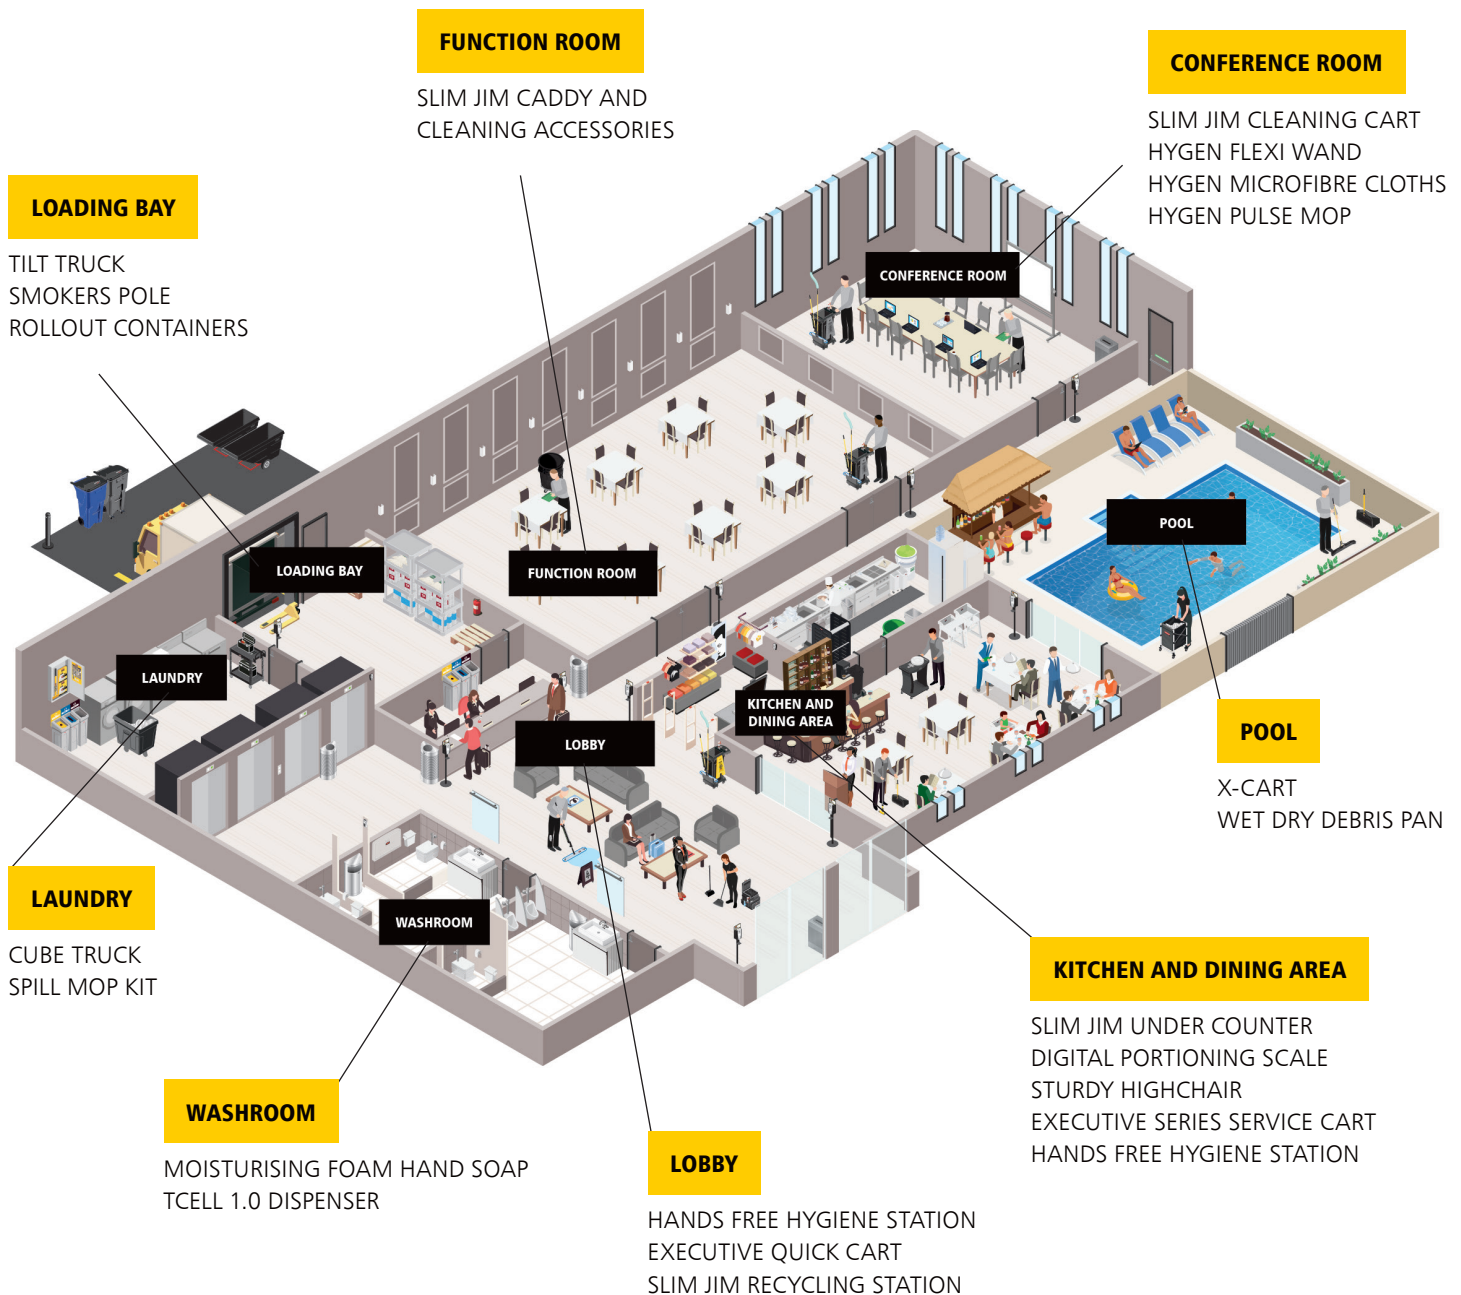 FUNCTION ROOM
SLIM JIM CADDY AND
CLEANING ACCESSORIES
CONFERENCE ROOM
SLIM JIM CLEANING CART
HYGEN FLEXI WAND
HYGEN MICROFIBRE CLOTHS
HYGEN PULSE MOP
LOADING BAY
TILT TRUCK
SMOKERS POLE
ROLLOUT CONTAINERS
CONFERENCE ROOM
POOL
LOADING BAY
FUNCTION ROOM
LAUNDRY
KITCHEN AND
DINING AREA
LOBBY
WASHROOM
POOL
X-CART
WET DRY DEBRIS PAN
LAUNDRY
CUBE TRUCK
SPILL MOP KIT
KITCHEN AND DINING AREA
SLIM JIM UNDER COUNTER
DIGITAL PORTIONING SCALE
STURDY HIGHCHAIR
EXECUTIVE SERIES SERVICE CART
HANDS FREE HYGIENE STATION
WASHROOM
MOISTURISING FOAM HAND SOAP
TCELL 1.0 DISPENSER
LOBBY
HANDS FREE HYGIENE STATION
EXECUTIVE QUICK CART
SLIM JIM RECYCLING STATION